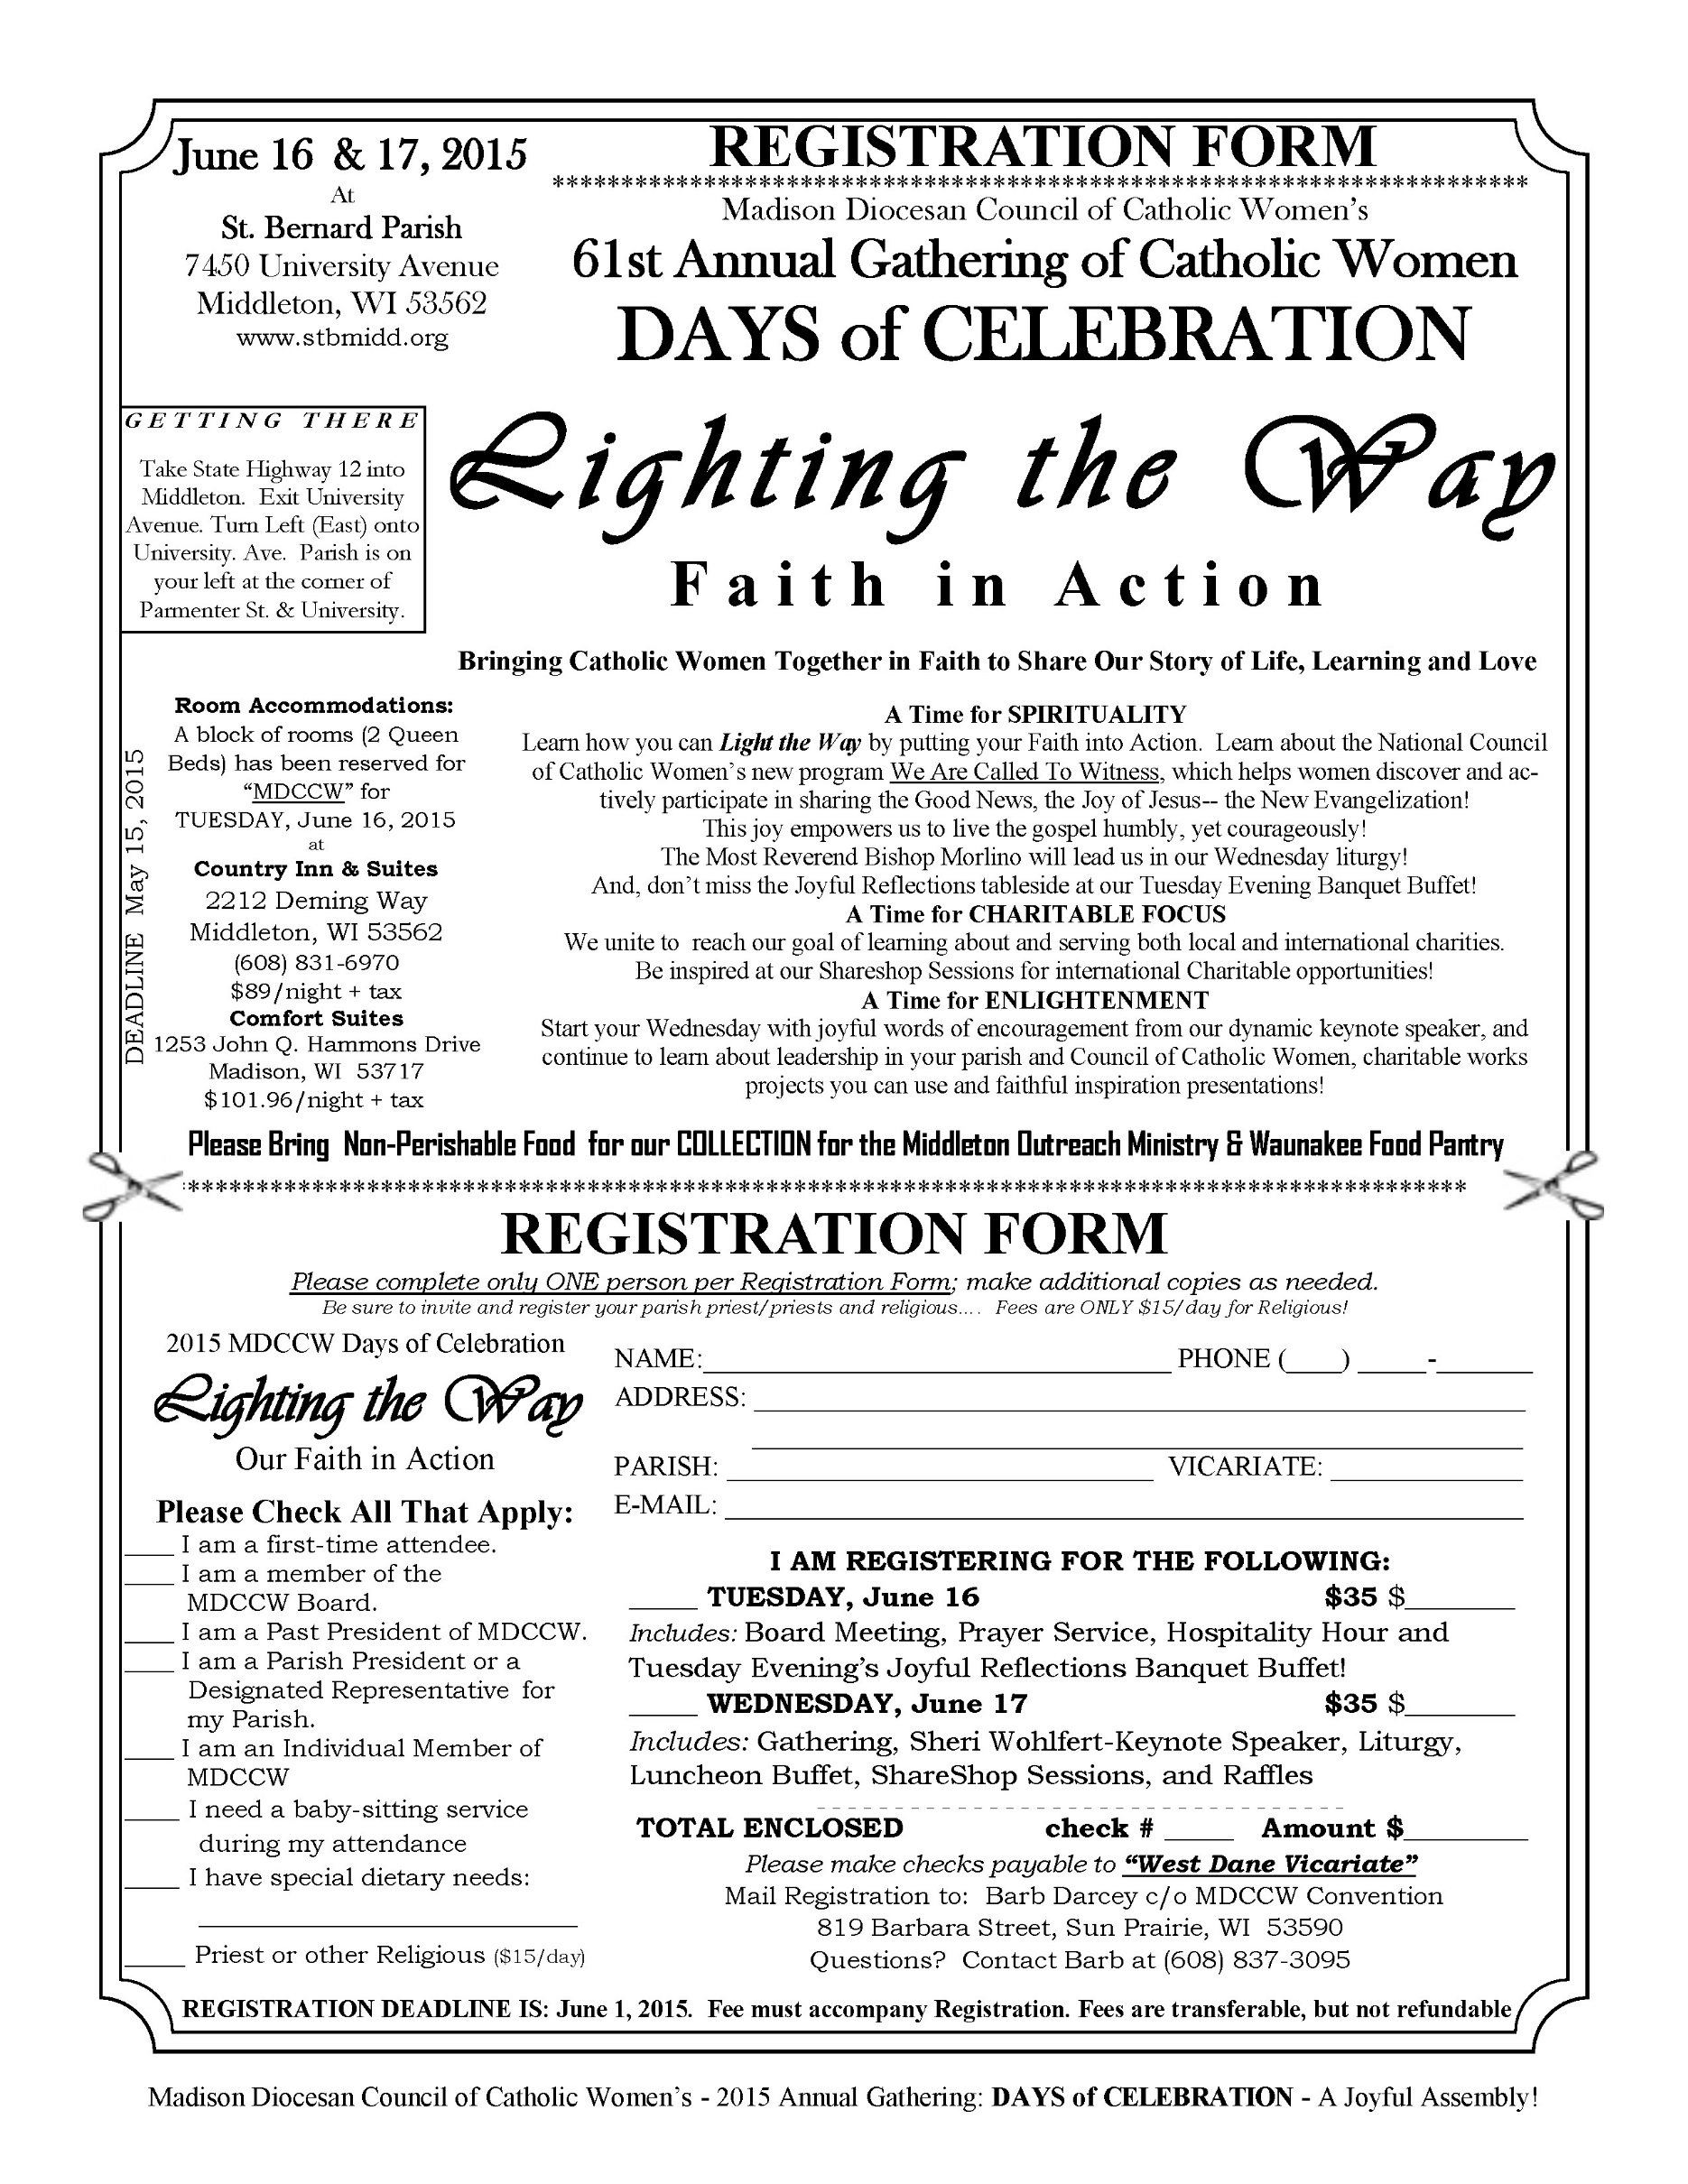 June 16 & 17, 2015
At
St. Bernard Parish
7450 University Avenue
Middleton, WI 53562
www.stbmidd.org
REGISTRATION FORM
***********************************************************************
Madison Diocesan Council of Catholic Women's
61st Annual Gathering of Catholic Women
DAYS of CELEBRATION
GETTING THERE
Take State Highway 12 into
Middleton. Exit University
Avenue. Turn Left (East) onto
University. Ave. Parish is on
your left at the corner of
Parmenter St. & University.
Lighting the Way
Faith in Action
Bringing Catholic Women Together in Faith to Share Our Story of Life, Learning and Love
DEADLINE May 15, 2015
Room Accommodations:
A block of rooms (2 Queen
Beds) has been reserved for
“MDCCW” for
TUESDAY, June 16, 2015
at
Country Inn & Suites
2212 Deming Way
Middleton, WI 53562
(608) 831-6970
$89/night + tax
Comfort Suites
1253 John Q. Hammons Drive
Madison, WI 53717
$101.96/night + tax
A Time for SPIRITUALITY
Learn how you can Light the Way by putting your Faith into Action. Learn about the National Council
of Catholic Women's new program We Are Called To Witness, which helps women discover and ac-
tively participate in sharing the Good News, the Joy of Jesus-- the New Evangelization!
This joy empowers us to live the gospel humbly, yet courageously!
The Most Reverend Bishop Morlino will lead us in our Wednesday liturgy!
And, don't miss the Joyful Reflections tableside at our Tuesday Evening Banquet Buffet!
A Time for CHARITABLE FOCUS
We unite to reach our goal of learning about and serving both local and international charities.
Be inspired at our Shareshop Sessions for international Charitable opportunities!
A Time for ENLIGHTENMENT
Start your Wednesday with joyful words of encouragement from our dynamic keynote speaker, and
continue to learn about leadership in your parish and Council of Catholic Women, charitable works
projects you can use and faithful inspiration presentations!
Please Bring Non-Perishable Food for our COLLECTION for the Middleton Outreach Ministry & Waunakee Food Pantry
*********************************************************************************************
REGISTRATION FORM
Please complete only ONE person per Registration Form; make additional copies as needed.
Be sure to invite and register your parish priest/priests and religious.... Fees are ONLY $15/day for Religious!
2015 MDCCW Days of Celebration
Lighting the Way
Our Faith in Action
Please Check All That Apply:
____ I am a first-time attendee.
____ I am a member of the
MDCCW Board.
____ I am a Past President of MDCCW.
____ I am a Parish President or a
Designated Representative for
my Parish.
____ I am an Individual Member of
MDCCW
____ I need a baby-sitting service
during my attendance
____ I have special dietary needs:
____________________________
____ Priest or other Religious ($15/day)
NAME:__________________________________ PHONE (____) _____-_______
ADDRESS: ________________________________________________________
________________________________________________________
PARISH: _______________________________ VICARIATE: ______________
E-MAIL: __________________________________________________________
I AM REGISTERING FOR THE FOLLOWING:
_____ TUESDAY, June 16 $35 $________
Includes: Board Meeting, Prayer Service, Hospitality Hour and
Tuesday Evening's Joyful Reflections Banquet Buffet!
_____ WEDNESDAY, June 17 $35 $________
Includes: Gathering, Sheri Wohlfert-Keynote Speaker, Liturgy,
Luncheon Buffet, ShareShop Sessions, and Raffles
TOTAL ENCLOSED check # _____ Amount $_________
Please make checks payable to “West Dane Vicariate”
Mail Registration to: Barb Darcey c/o MDCCW Convention
819 Barbara Street, Sun Prairie, WI 53590
Questions? Contact Barb at (608) 837-3095
REGISTRATION DEADLINE IS: June 1, 2015. Fee must accompany Registration. Fees are transferable, but not refundable
Madison Diocesan Council of Catholic Women's - 2015 Annual Gathering: DAYS of CELEBRATION - A Joyful Assembly!